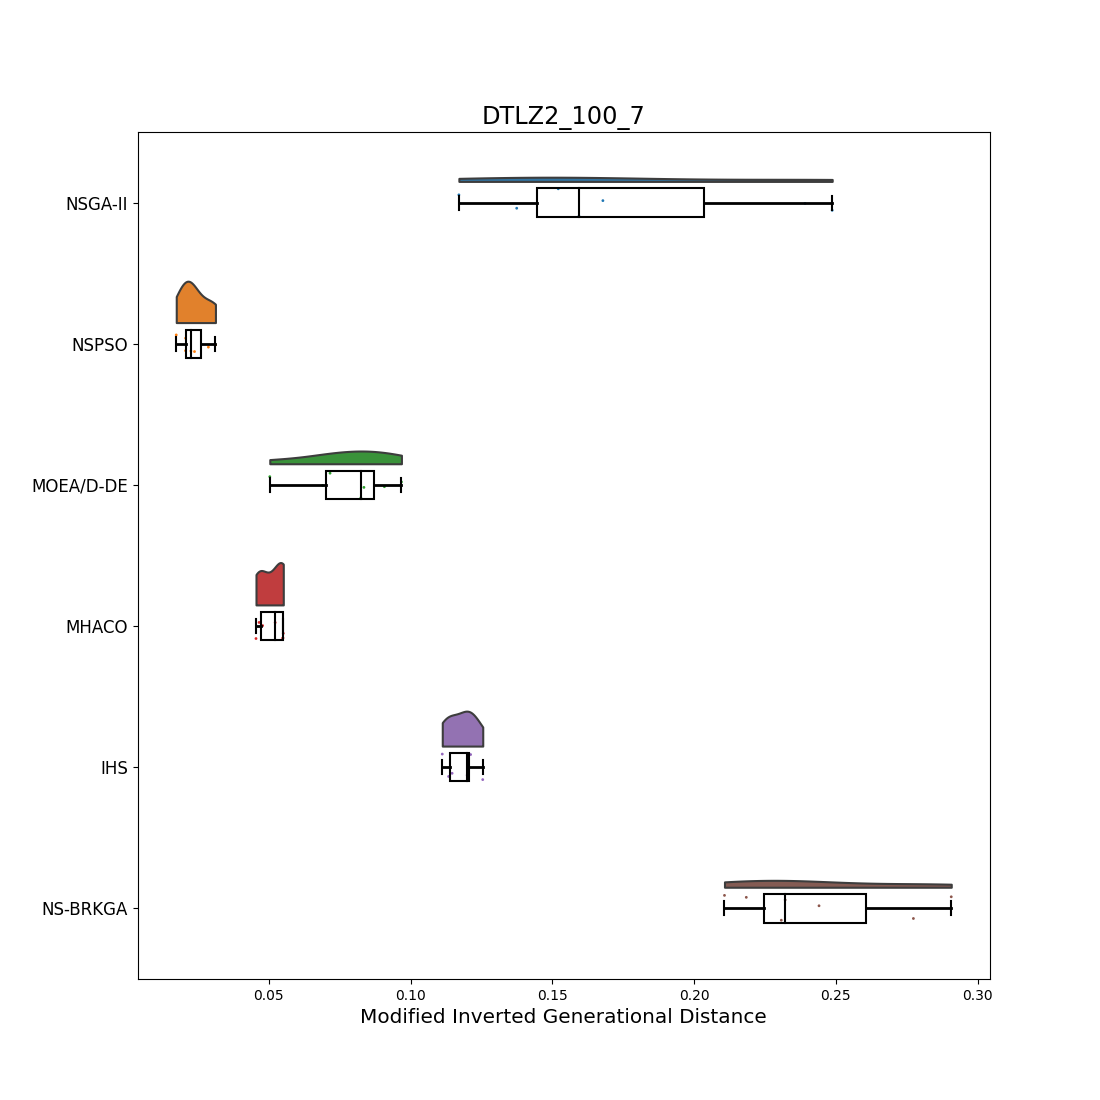 DTLZ2_100_7
NSGA-II
NSPSO
MOEA/D-DE
MHACO
IHS
NS-BRKGA
0.05 0.10 0.15 0.20 0.25 0.30
Modified Inverted Generational Distance